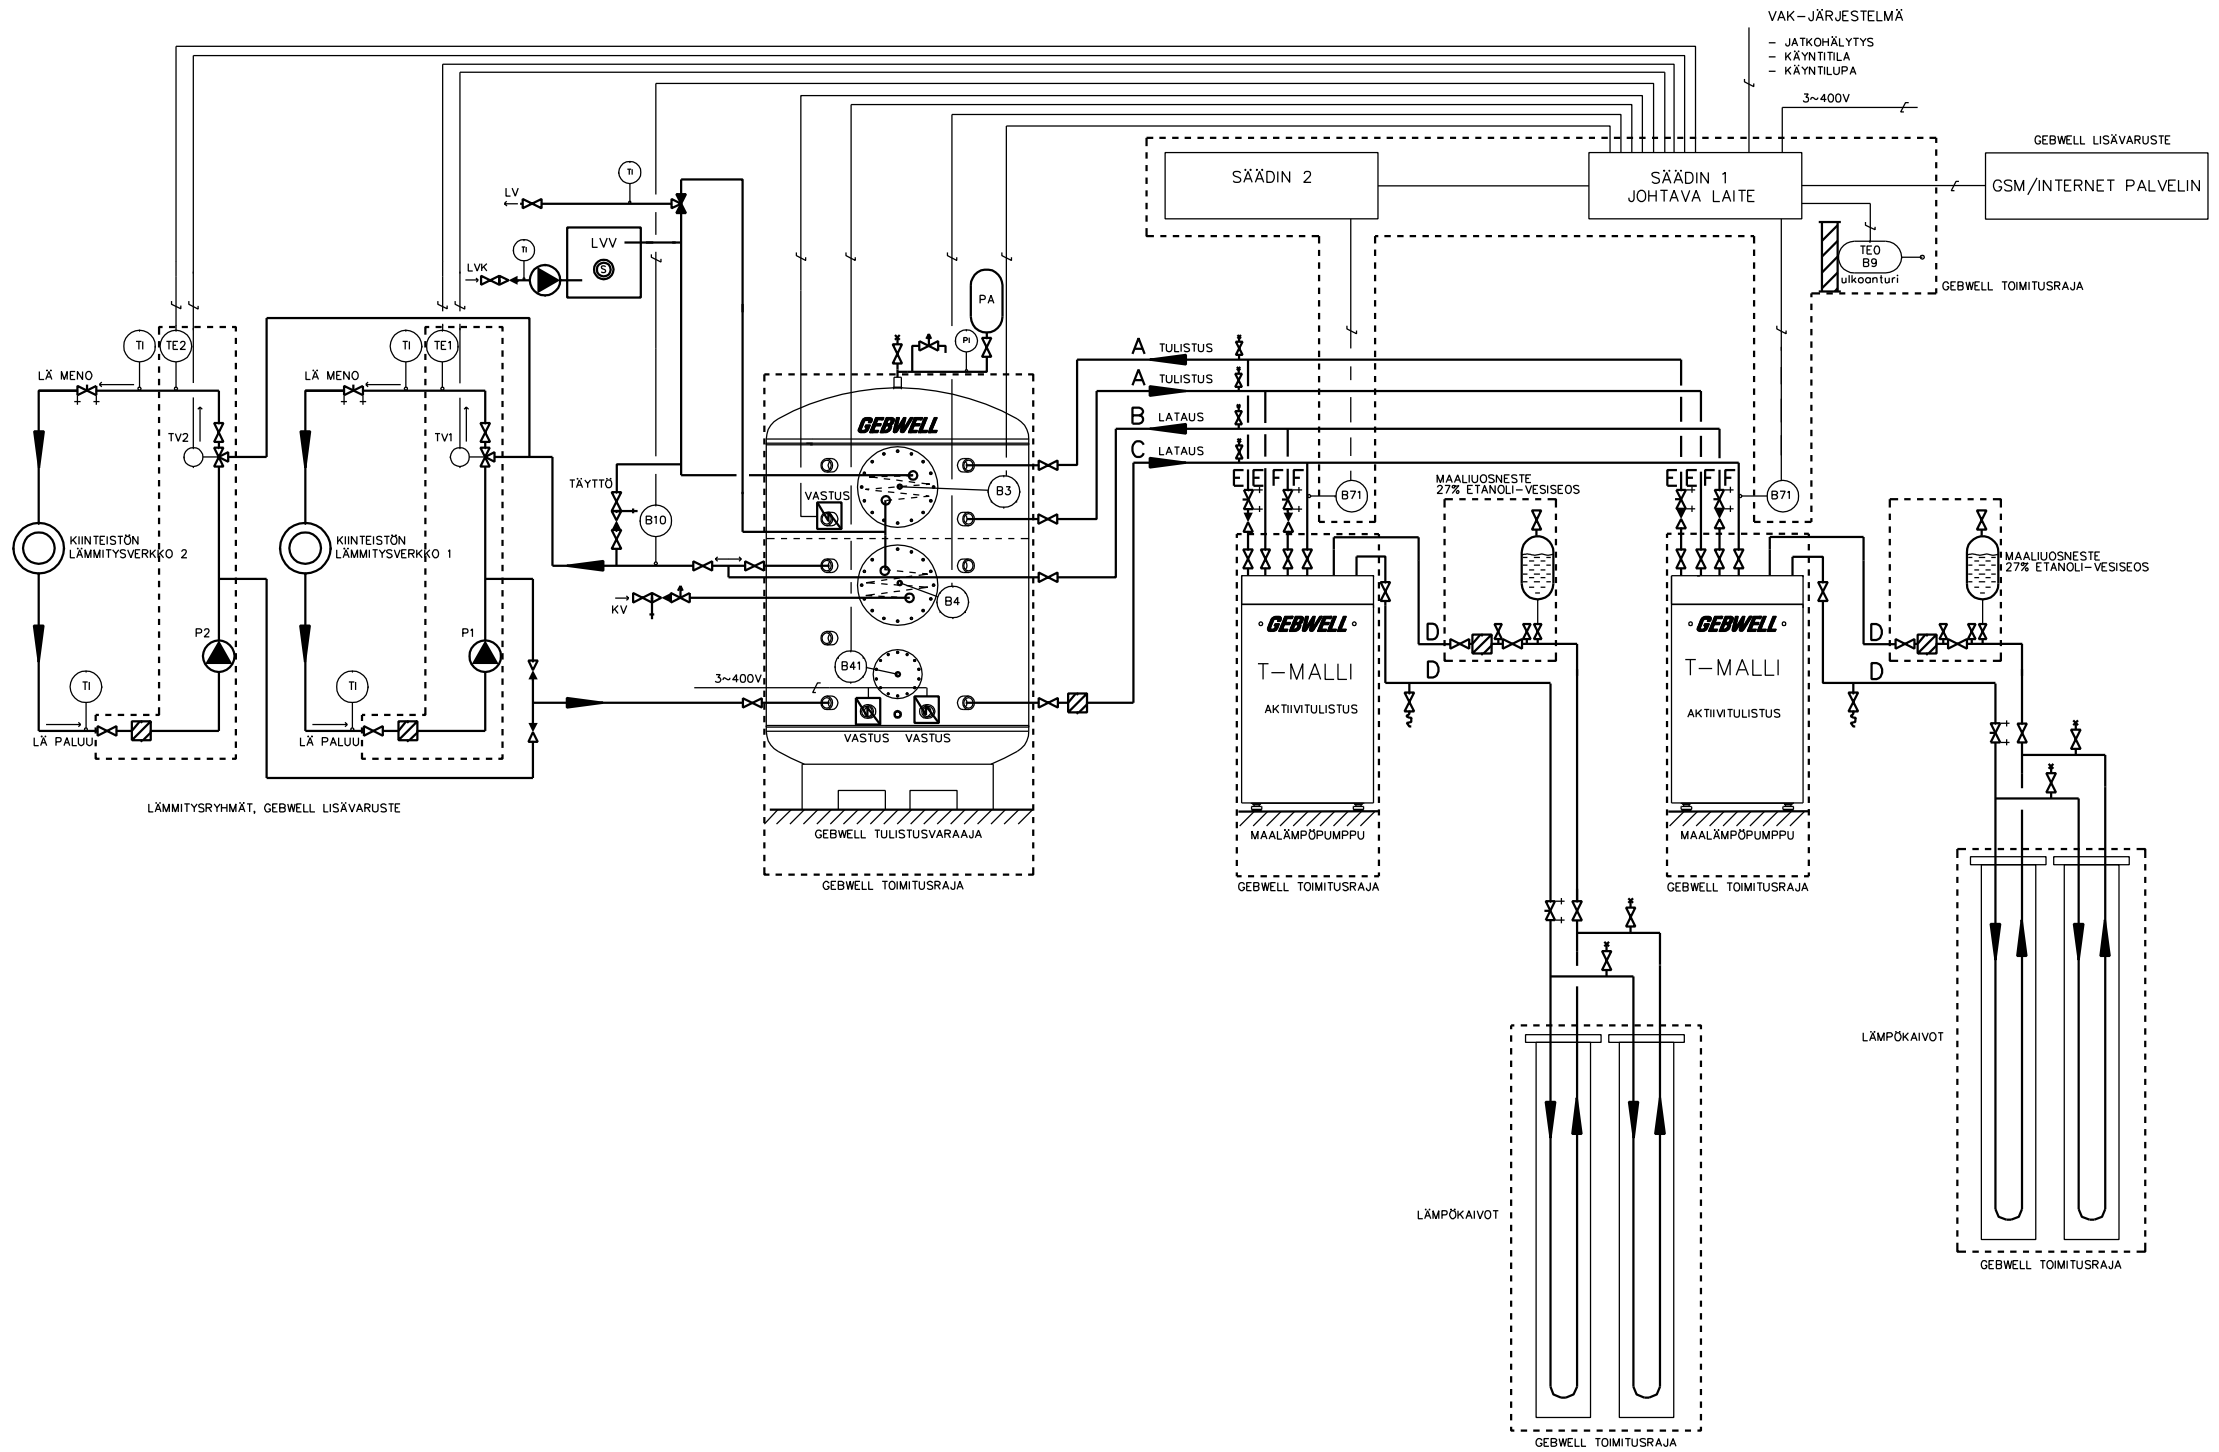 VAK-JÄRJESTELMÄ
- JATKOHÄLYTYS
- KÄYNTITILA
- KÄYNTILUPA
3~400V
GEBWELL LISÄVARUSTE
GSM/INTERNET PALVELIN
SÄÄDIN 2
SÄÄDIN 1
JOHTAVA LAITE
TEO
B9
ulkoanturi
GEBWELL TOIMITUSRAJA
LV
TI
LVV
S
LVK
TI
PA
PI
TI
TE2
TI
TE1
LÄ MENO
LÄ MENO
TV2
TV1
A TULISTUS
A TULISTUS
B LATAUS
C LATAUS
GEBWELL
TÄYTTÖ
VASTUS
B10
B3
E E F F
B71
E E F F
B71
MAALIUOSNESTE
27% ETANOLI-VESISEOS
KIINTEISTÖN
LÄMMITYSVERKKO 2
KIINTEISTÖN
LÄMMITYSVERKKO 1
MAALIUOSNESTE
27% ETANOLI-VESISEOS
KV
B4
P2
P1
GEBWELL
GEBWELL
D
D
B41
T-MALLI
T-MALLI
D
D
TI
TI
3~400V
AKTIIVITULISTUS
AKTIIVITULISTUS
LÄ PALUU
LÄ PALUU
VASTUS VASTUS
LÄMMITYSRYHMÄT, GEBWELL LISÄVARUSTE
GEBWELL TULISTUSVARAAJA
MAALÄMPÖPUMPPU
MAALÄMPÖPUMPPU
GEBWELL TOIMITUSRAJA
GEBWELL TOIMITUSRAJA
GEBWELL TOIMITUSRAJA
LÄMPÖKAIVOT
LÄMPÖKAIVOT
GEBWELL TOIMITUSRAJA
GEBWELL TOIMITUSRAJA